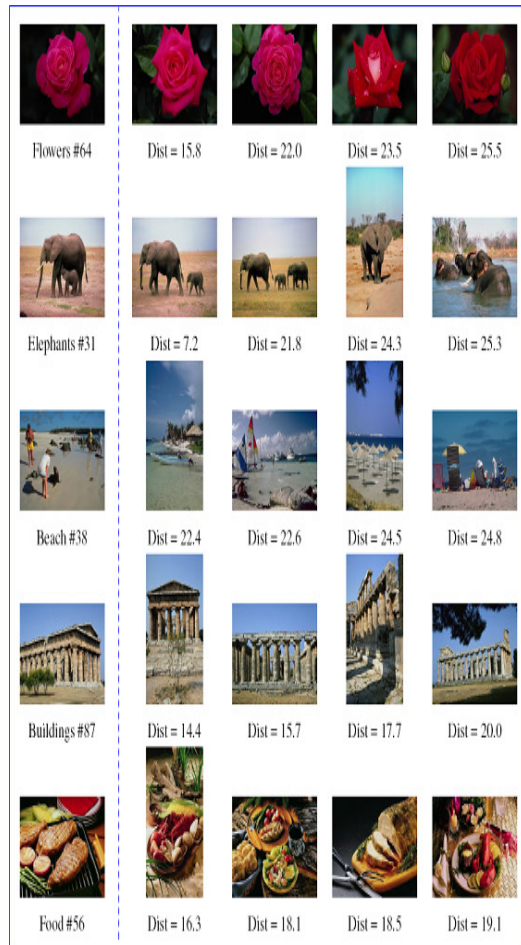 Flowers #64 Dist = 15.8 Dist = 22.0 Dist = 23.5 Dist = 25.5
Elephants #31 Dist = 7.2 Dist = 21.8 Dist = 24.3 Dist = 25.3
Beach #38 Dist = 22.4 Dist = 22.6 Dist = 24.5 Dist = 24.8
Buildings #87 Dist = 14.4 Dist = 15.7 Dist = 17.7 Dist = 20.0
Food #56 Dist = 16.3 Dist = 18.1 Dist = 18.5 Dist = 19.1